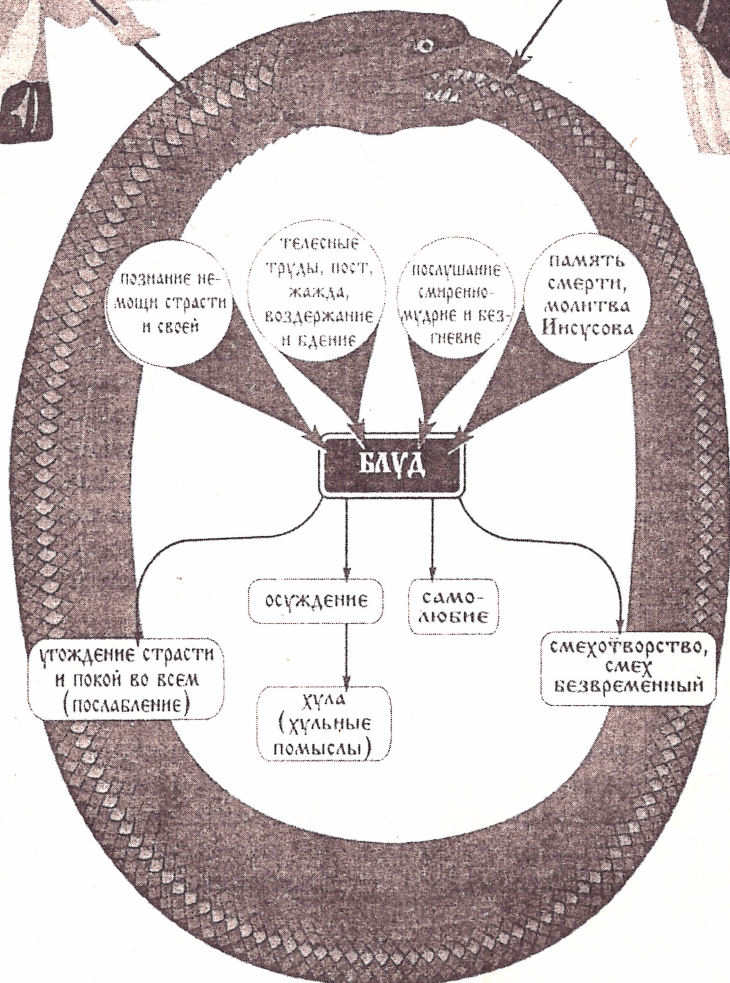 познание не-
мощи страсти
и своей
телесные
труды, пост,
жажда,
воздержание
и бдение
послушание
смиренно-
мудрие и без-
гневие
память
смерти,
молитва
Иисусова
БЛУД
осуждение
само-
любие
угождение страсти
и покой во всем
(послабление)
хула
(хульные
помыслы)
смехотворство,
смех
безвременный